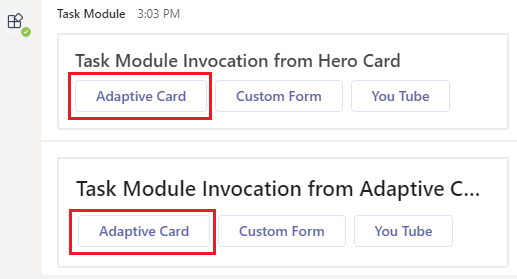 Task Module 3:03 PM
Task Module Invocation from Hero Card
Adaptive Card Custom Form You Tube
Task Module Invocation from Adaptive C...
Adaptive Card Custom Form You Tube